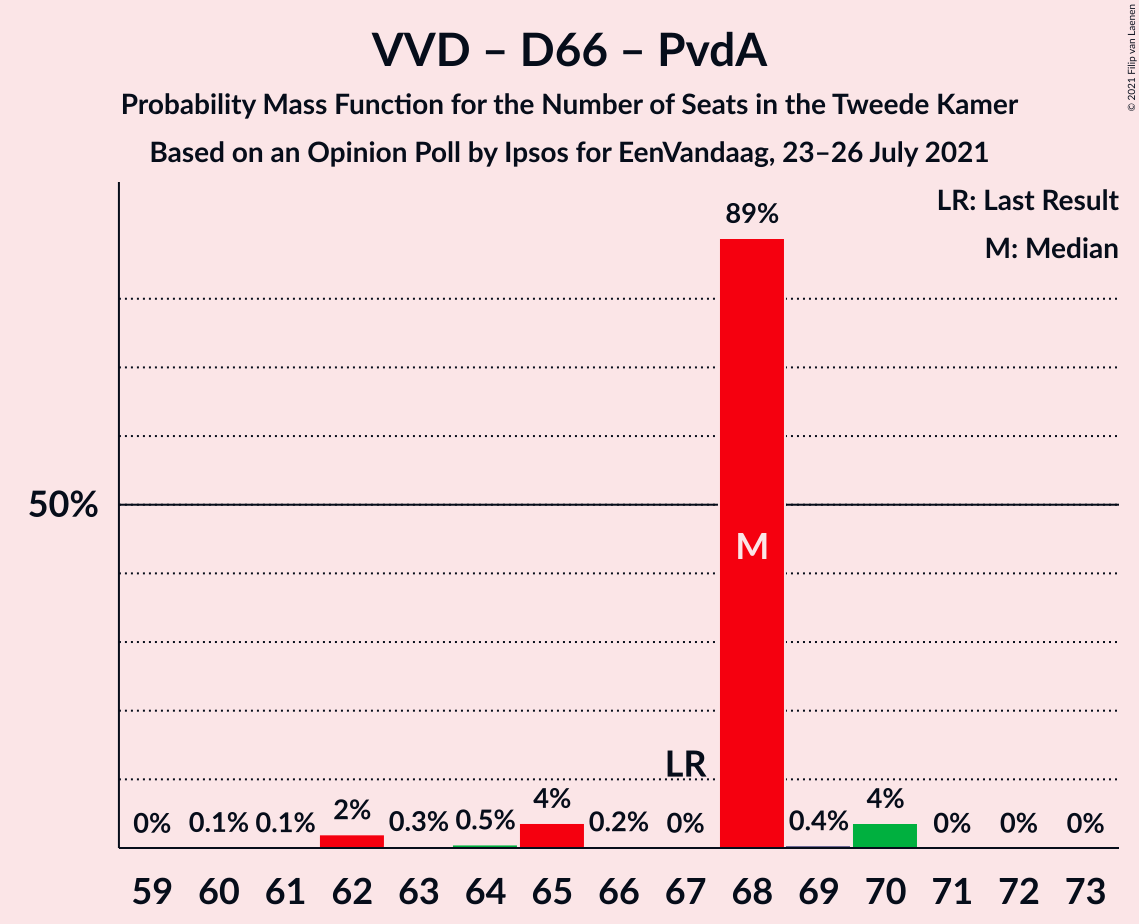 VVD – D66 – PvdA
Probability Mass Function for the Number of Seats in the Tweede Kamer
Based on an Opinion Poll by Ipsos for EenVandaag, 23–26 July 2021
© 2021 Filip van Laenen
LR: Last Result
M: Median
89%
50%
M
LR
0% 0.1% 0.1% 2% 0.3% 0.5% 4% 0.2% 0% 0.4% 4% 0% 0% 0%
59 60 61 62 63 64 65 66 67 68 69 70 71 72 73